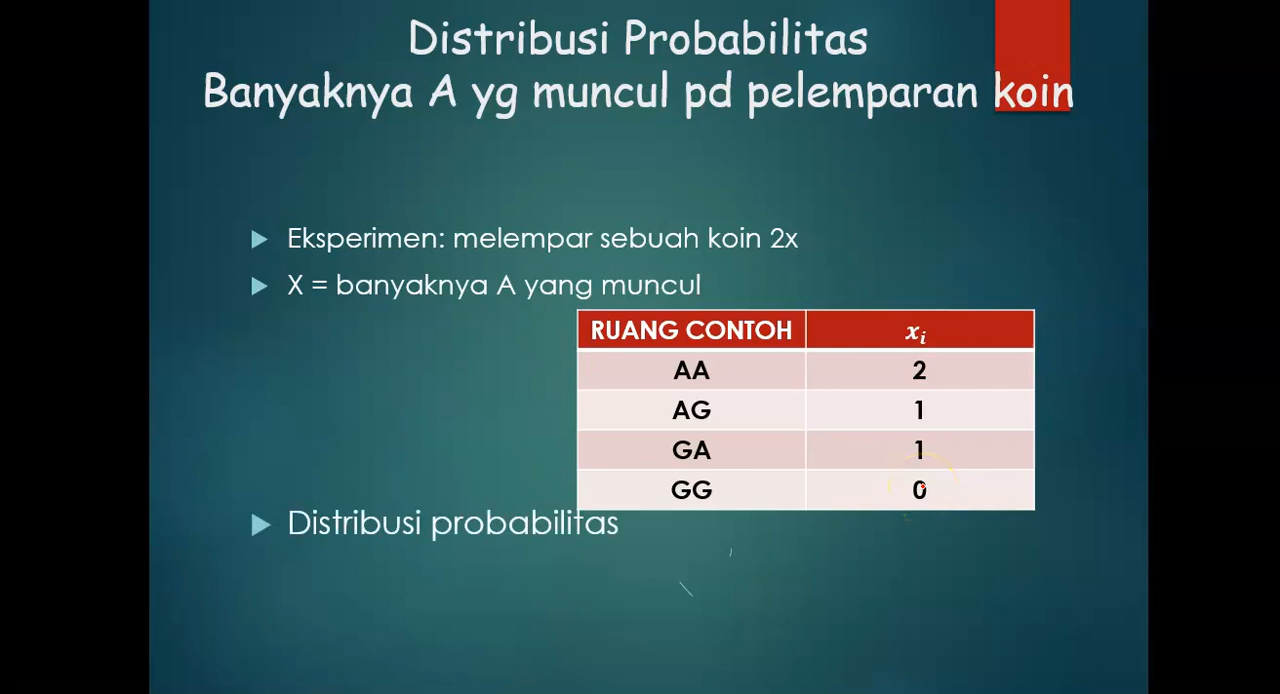 Distribusi Probabilitas
Banyaknya A yg muncul pd pelemparan koin
Eksperimen: melempar sebuah koin 2x
X = banyaknya A yang muncul
RUANG CONTOH xᵢ
AA 2
AG 1
GA 1
GG 0
Distribusi probabilitas